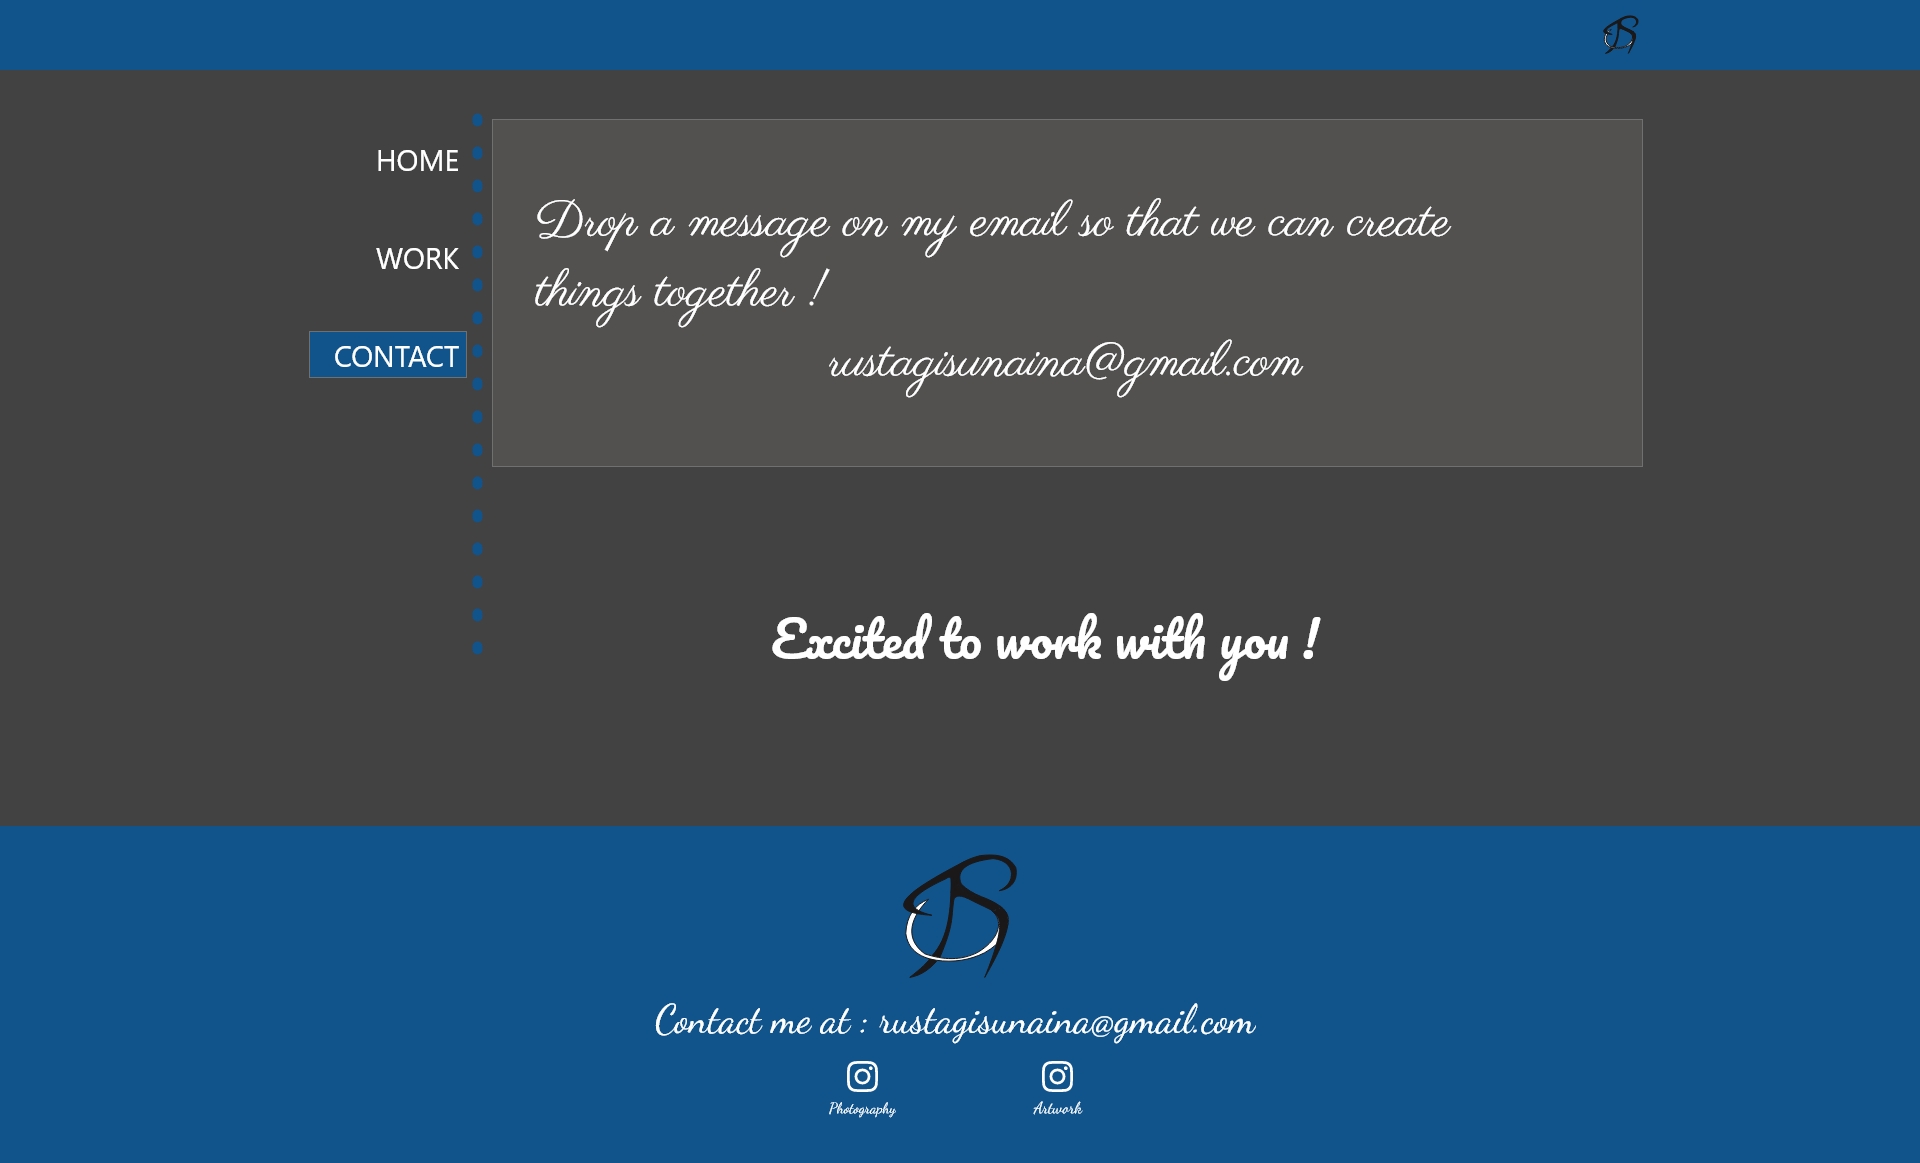 HOME
WORK
CONTACT
Drop a message on my email so that we can create
things together !
rustagisunaina@gmail.com
Excited to work with you !
Contact me at : rustagisunaina@gmail.com
Photography
Artwork